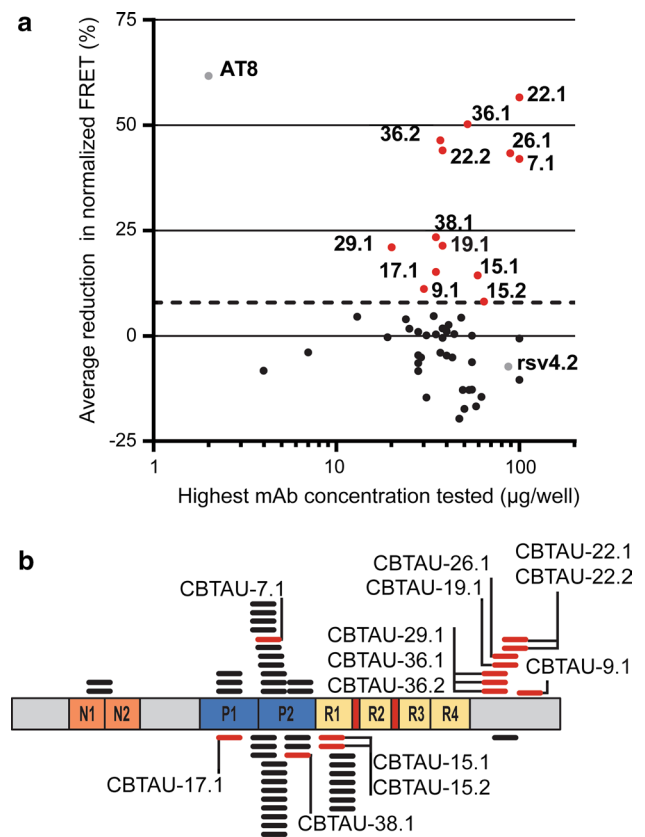 a
75
50
25
0
-25
Average reduction in normalized FRET (%)
AT8
22.1
36.1
36.2
22.2
26.1
7.1
38.1
29.1
19.1
17.1
15.1
9.1
15.2
rsv4.2
1
10
100
Highest mAb concentration tested (µg/well)
b
CBTAU-22.1
CBTAU-26.1
CBTAU-22.2
CBTAU-7.1
CBTAU-19.1
CBTAU-29.1
CBTAU-36.1
CBTAU-9.1
CBTAU-36.2
N1 N2 P1 P2 R1 R2 R3 R4
CBTAU-15.1
CBTAU-17.1
CBTAU-15.2
CBTAU-38.1